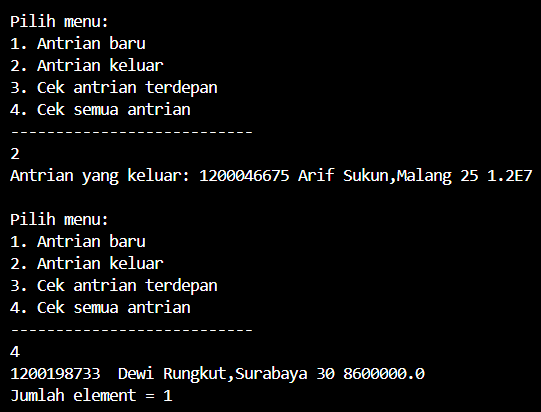 Pilih menu:
1. Antrian baru
2. Antrian keluar
3. Cek antrian terdepan
4. Cek semua antrian
---------------------------
2
Antrian yang keluar: 1200046675 Arif Sukun,Malang 25 1.2E7
Pilih menu:
1. Antrian baru
2. Antrian keluar
3. Cek antrian terdepan
4. Cek semua antrian
---------------------------
4
1200198733  Dewi Rungkut,Surabaya 30 8600000.0
Jumlah element = 1